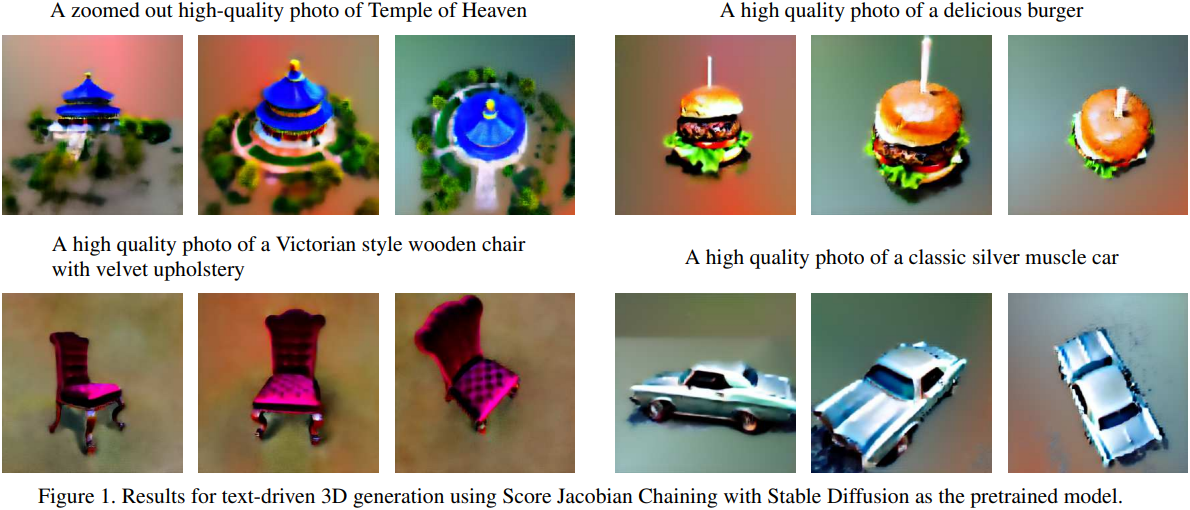 A zoomed out high-quality photo of Temple of Heaven
A high quality photo of a delicious burger
A high quality photo of a Victorian style wooden chair
with velvet upholstery
A high quality photo of a classic silver muscle car
Figure 1. Results for text-driven 3D generation using Score Jacobian Chaining with Stable Diffusion as the pretrained model.